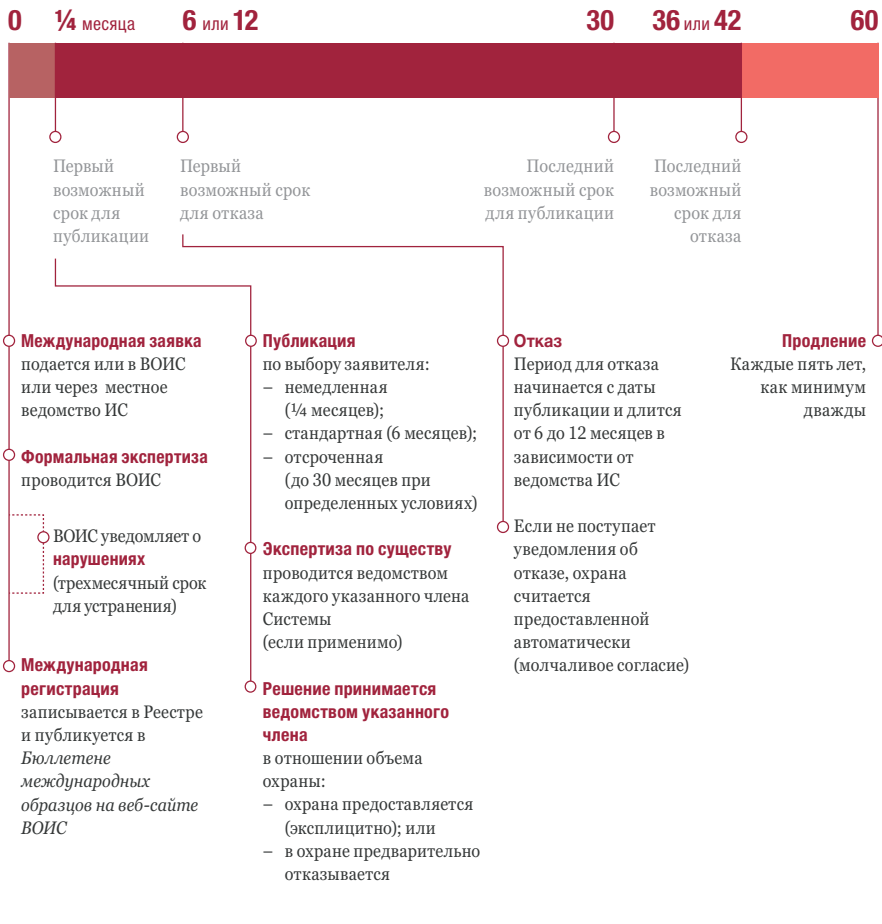 0 ¼ месяца 6 или 12 30 36 или 42 60
Первый
возможный
срок для
публикации
Первый
возможный срок
для отказа
Последний
возможный срок
для публикации
Последний
возможный
срок для
отказа
Международная заявка
подается или в ВОИС
или через местное
ведомство ИС
Формальная экспертиза
проводится ВОИС
ВОИС уведомляет о
нарушениях
(трехмесячный срок
для устранения)
Международная
регистрация
записывается в Реестре
и публикуется в
Бюллетене
международных
образцов на веб-сайте
ВОИС
Публикация
по выбору заявителя:
– немедленная
(¼ месяцев);
– стандартная (6 месяцев);
– отсроченная
(до 30 месяцев при
определенных условиях)
Экспертиза по существу
проводится ведомством
каждого указанного члена
Системы
(если применимо)
Решение принимается
ведомством указанного
члена
в отношении объема
охраны:
– охрана предоставляется
(эксплицитно); или
– в охране предварительно
отказывается
Отказ
Период для отказа
начинается с даты
публикации и длится
от 6 до 12 месяцев в
зависимости от
ведомства ИС
Если не поступает
уведомления об
отказе, охрана
считается
предоставленной
автоматически
(молчаливое согласие)
Продление
Каждые пять лет,
как минимум
дважды